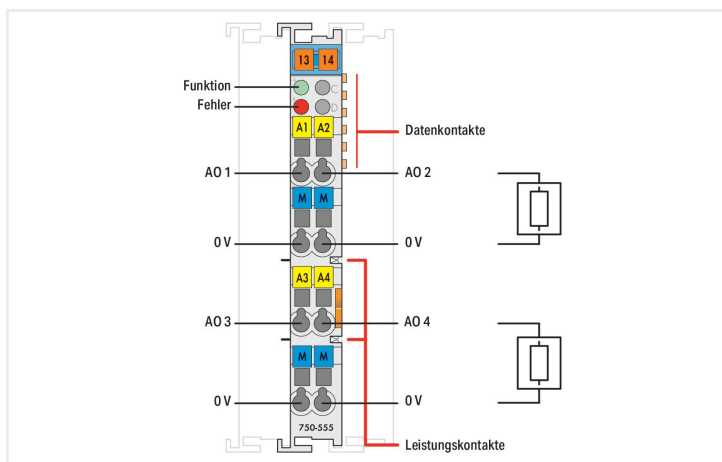 13 14
Funktion C
Fehler D
A1 A2
Datenkontakte
AO 1 AO 2
M M
0 V 0 V
A3 A4
AO 3 AO 4
M M
0 V 0 V
750-555
Leistungskontakte